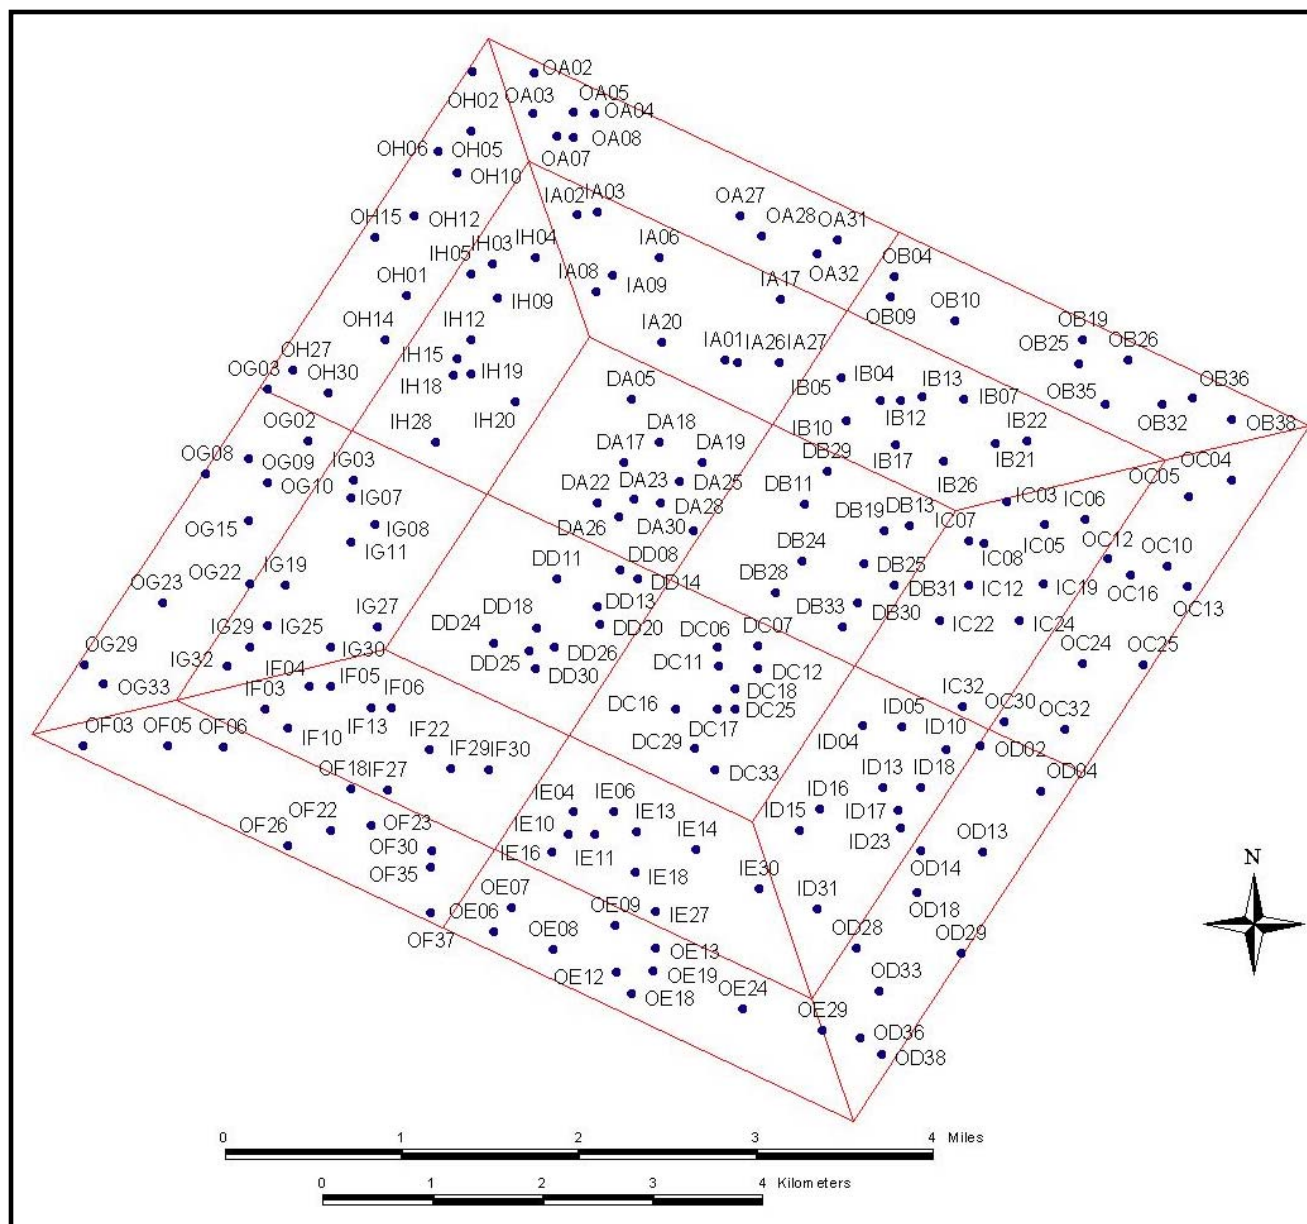 OA02
OA05
OA03
OA04
OH02
OH05
OA08
OH06
OA07
OH10
OA27
IA02
IA03
OA28
OA31
OH15
OH12
IH03
IH04
IA06
OB04
IH05
OA32
OH01
IA08
IA09
IA17
IH09
OB09
OB10
OB19
OH14
IH12
IA20
IA01
IA26
IA27
OB25
OB26
OH27
IH15
OG03
OH30
IH18
IH19
DA05
IB05
IB04
IB13
IB07
OB35
OB36
OG02
IH28
IH20
IB12
IB22
OB32
OB38
DA18
IB10
DB29
OG08
DA17
DA19
IB17
IB21
OG09
IG03
OC04
OG10
IG07
DA22
DA23
DA25
DB11
IB26
OC05
DA28
IC03
IC06
OG15
IG08
DA26
DA30
DB19
DB13
IC07
IC05
IG11
IC08
OC12
OC10
OG22
IG19
DD11
DD08
DB24
DB25
OC16
OG23
DD14
DB28
DB31
IC12
IC19
DD13
DB33
DB30
OC13
IG29
IG25
IG27
DD18
DD24
DD20
DC06
DC07
IC22
IC24
OG29
IG32
IG30
DD25
DD26
DC11
OC24
OC25
IF04
IF05
DD30
DC12
OG33
IF03
IF06
DC16
DC18
IC32
OC30
OF03
OF05
OF06
IF10
IF13
DC17
DC25
ID05
OC32
IF22
ID04
ID10
OD02
DC29
OF18
IF27
IF29
IF30
DC33
ID13
ID18
OD04
OF22
IE04
IE06
ID16
OF26
OF23
IE10
IE13
ID15
ID17
OF30
IE16
IE11
IE14
ID23
OD13
OF35
IE18
IE30
OD14
OE07
ID31
OD18
OF37
OE06
OE08
OE09
IE27
OD28
OD29
OE13
OE12
OE19
OD33
OE18
OE24
OE29
OD36
OD38
N
0 1 2 3 4 Miles
0 1 2 3 4 Kilometers